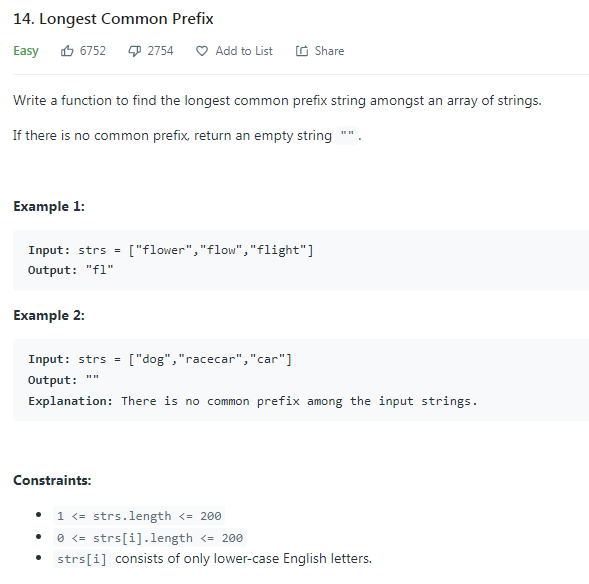 14. Longest Common Prefix
Easy 6752 2754 Add to List Share
Write a function to find the longest common prefix string amongst an array of strings.
If there is no common prefix, return an empty string "".
Example 1:
Input: strs = ["flower","flow","flight"]
Output: "fl"
Example 2:
Input: strs = ["dog","racecar","car"]
Output: ""
Explanation: There is no common prefix among the input strings.
Constraints:
• 1 <= strs.length <= 200
• 0 <= strs[i].length <= 200
• strs[i] consists of only lower-case English letters.